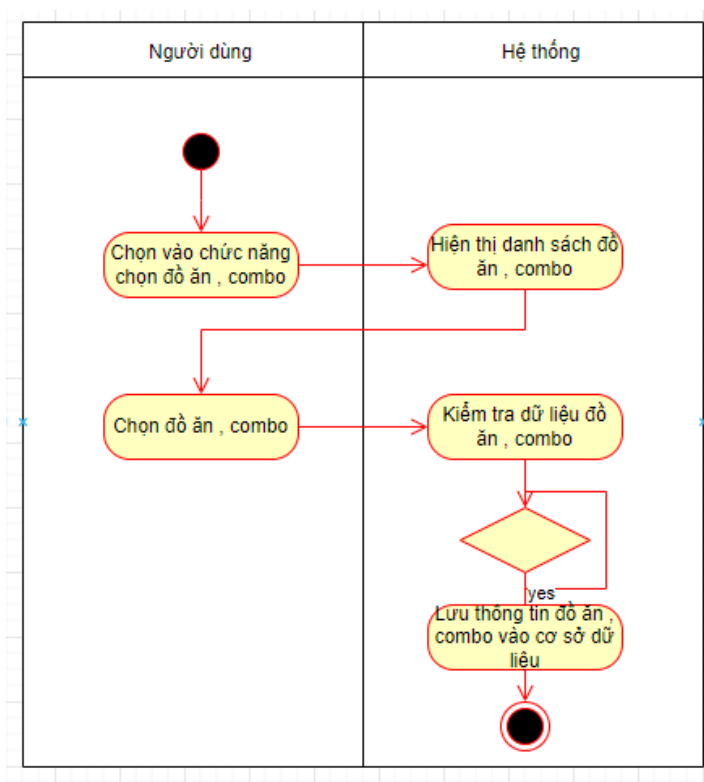 Người dùng
Hệ thống
Chọn vào chức năng
chọn đồ ăn , combo
Hiện thị danh sách đồ
ăn , combo
Chọn đồ ăn , combo
Kiểm tra dữ liệu đồ
ăn , combo
yes
Lưu thông tin đồ ăn ,
combo vào cơ sở dữ
liệu